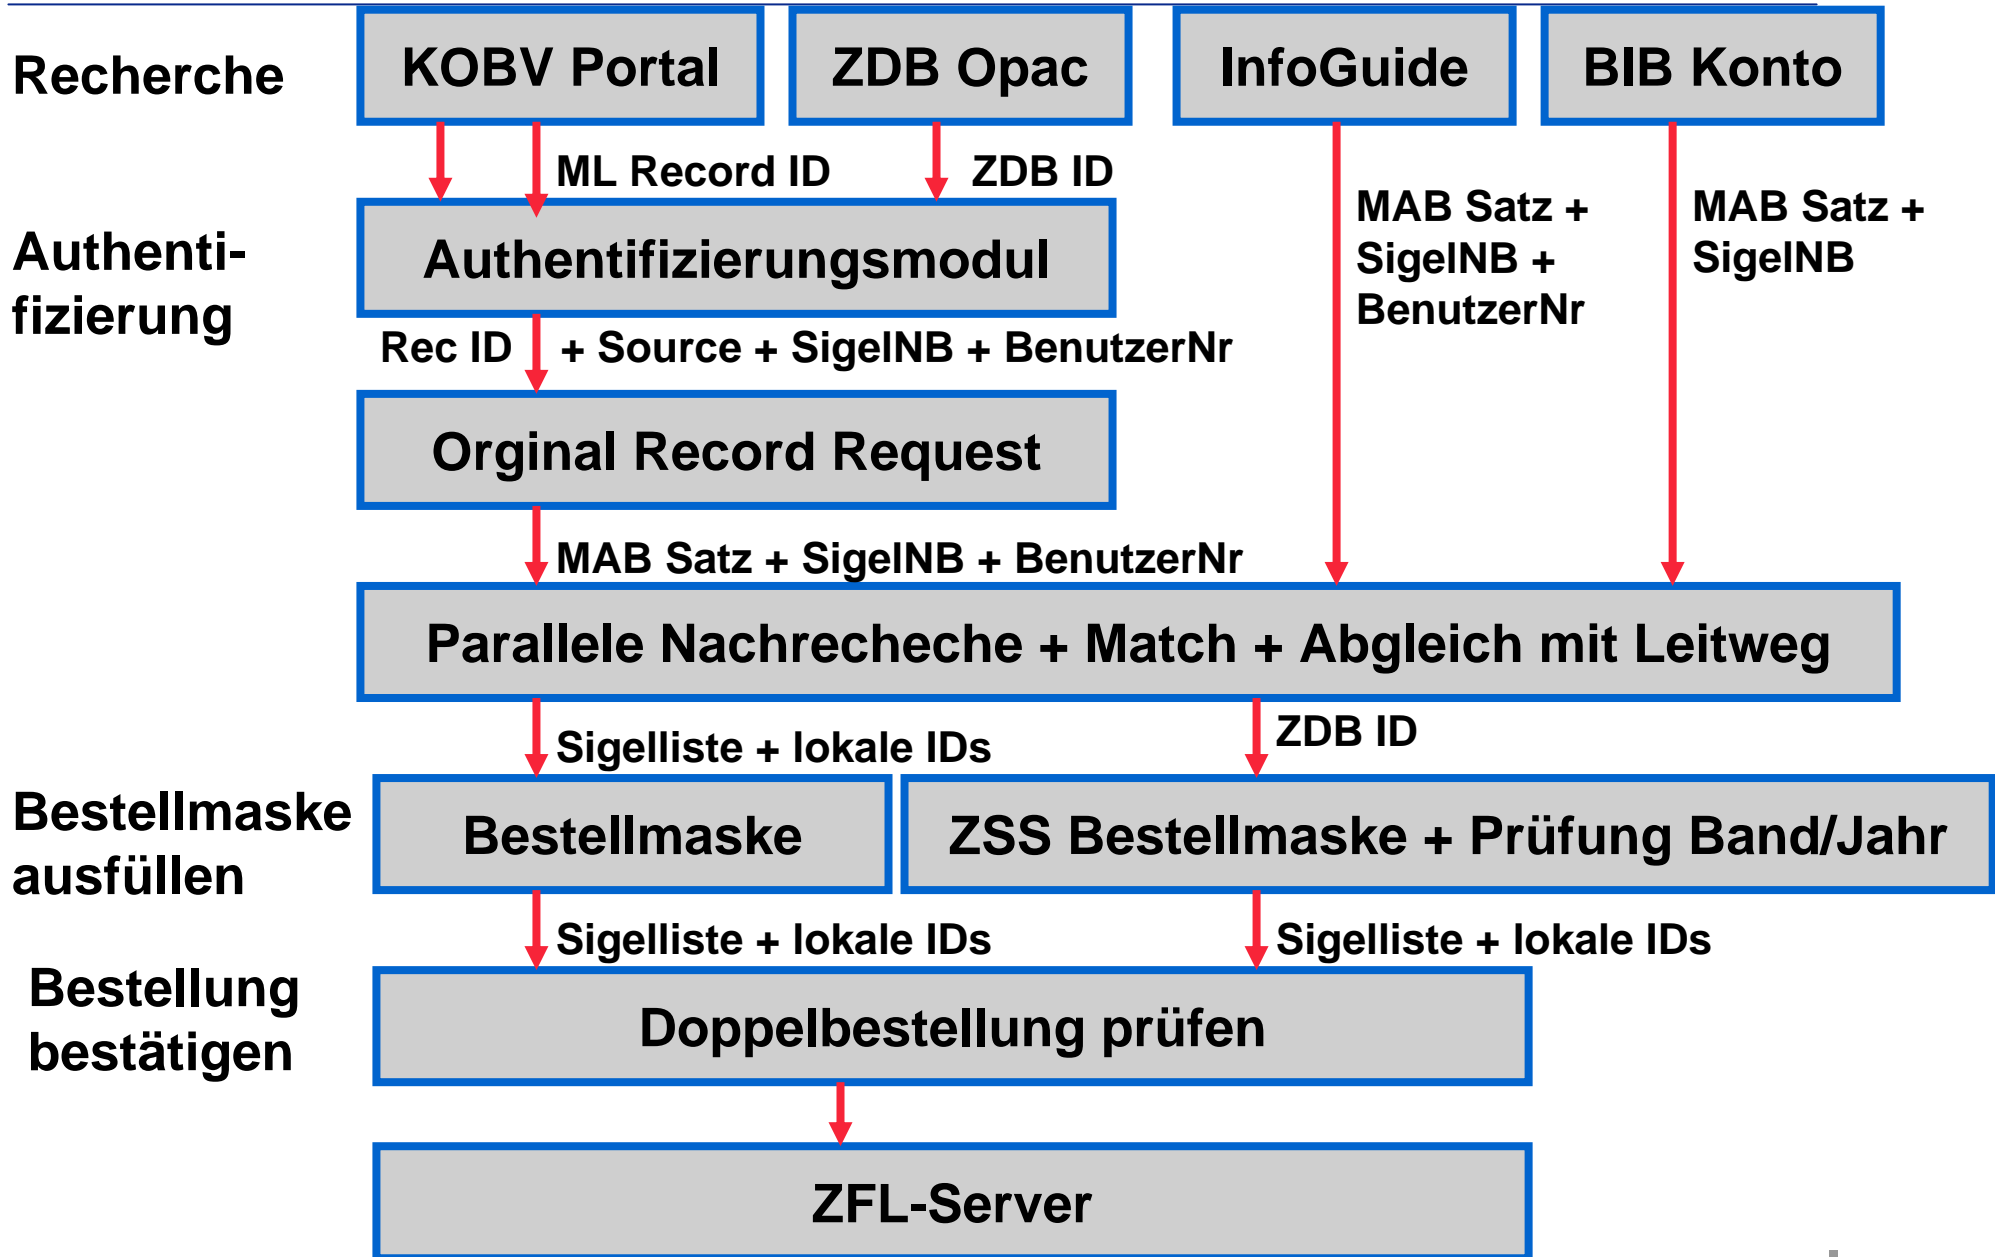 Recherche
KOBV Portal
ZDB Opac
InfoGuide
BIB Konto
ML Record ID
ZDB ID
MAB Satz +
SigelNB +
BenutzerNr
MAB Satz +
SigelNB
Authenti-
fizierung
Authentifizierungsmodul
Rec ID + Source + SigelNB + BenutzerNr
Orginal Record Request
MAB Satz + SigelNB + BenutzerNr
Parallele Nachrecheche + Match + Abgleich mit Leitweg
Sigelliste + lokale IDs
ZDB ID
Bestellmaske
ausfüllen
Bestellmaske
ZSS Bestellmaske + Prüfung Band/Jahr
Sigelliste + lokale IDs
Sigelliste + lokale IDs
Bestellung
bestätigen
Doppelbestellung prüfen
ZFL-Server